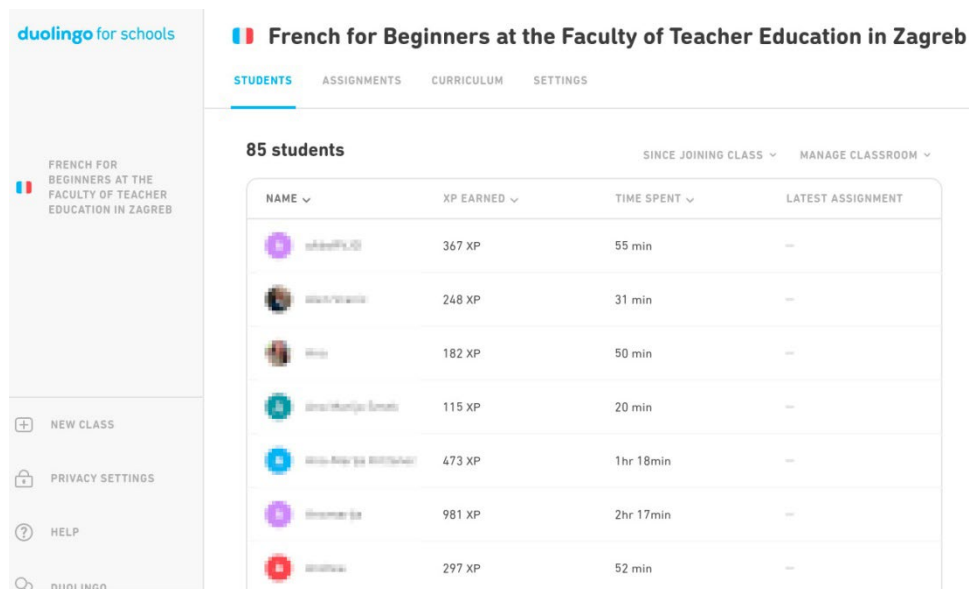 duolingo for schools
French for Beginners at the Faculty of Teacher Education in Zagreb
STUDENTS ASSIGNMENTS CURRICULUM SETTINGS
FRENCH FOR
BEGINNERS AT THE
FACULTY OF TEACHER
EDUCATION IN ZAGREB
NEW CLASS
PRIVACY SETTINGS
HELP
DUOLINGO
85 students
SINCE JOINING CLASS MANAGE CLASSROOM
NAME XP EARNED TIME SPENT LATEST ASSIGNMENT
367 XP 55 min —
248 XP 31 min —
182 XP 50 min —
115 XP 20 min —
473 XP 1hr 18min —
981 XP 2hr 17min —
297 XP 52 min —